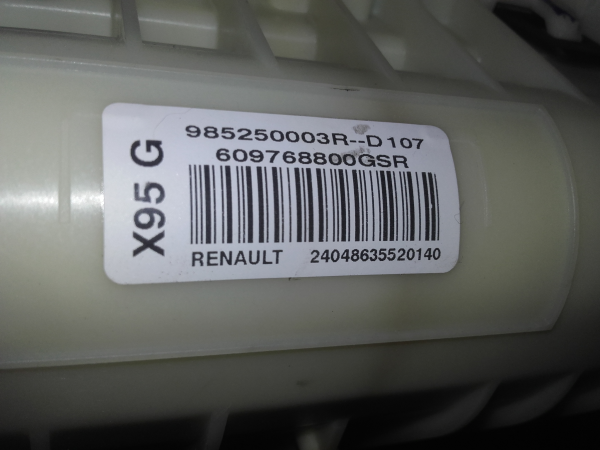 X95 G
985250003R--D107
609768800GSR
RENAULT 24048635520140